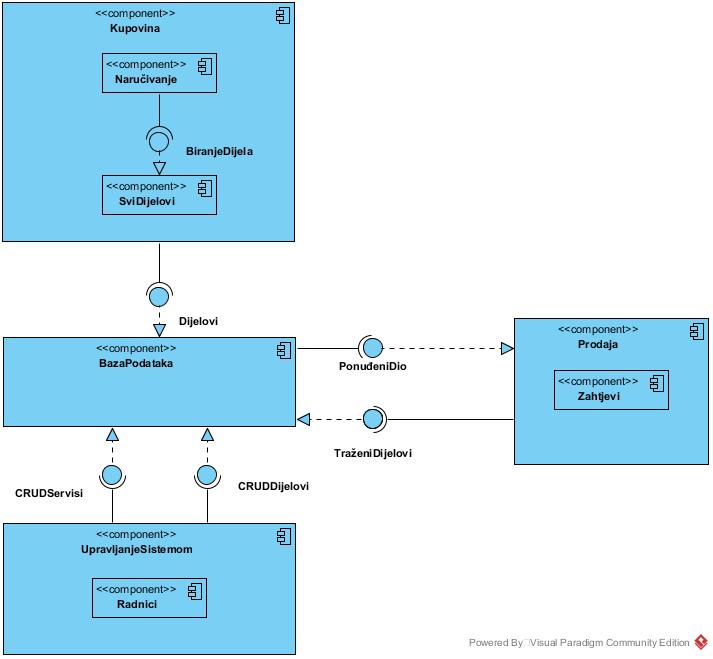 <<component>>
Kupovina
<<component>>
Naručivanje
BiranjeDijela
<<component>>
SviDijelovi
Dijelovi
<<component>>
BazaPodataka
PonuđeniDio
<<component>>
Prodaja
<<component>>
Zahtjevi
TraženiDijelovi
CRUDServisi
CRUDDijelovi
<<component>>
UpravljanjeSistemom
<<component>>
Radnici
Powered By Visual Paradigm Community Edition